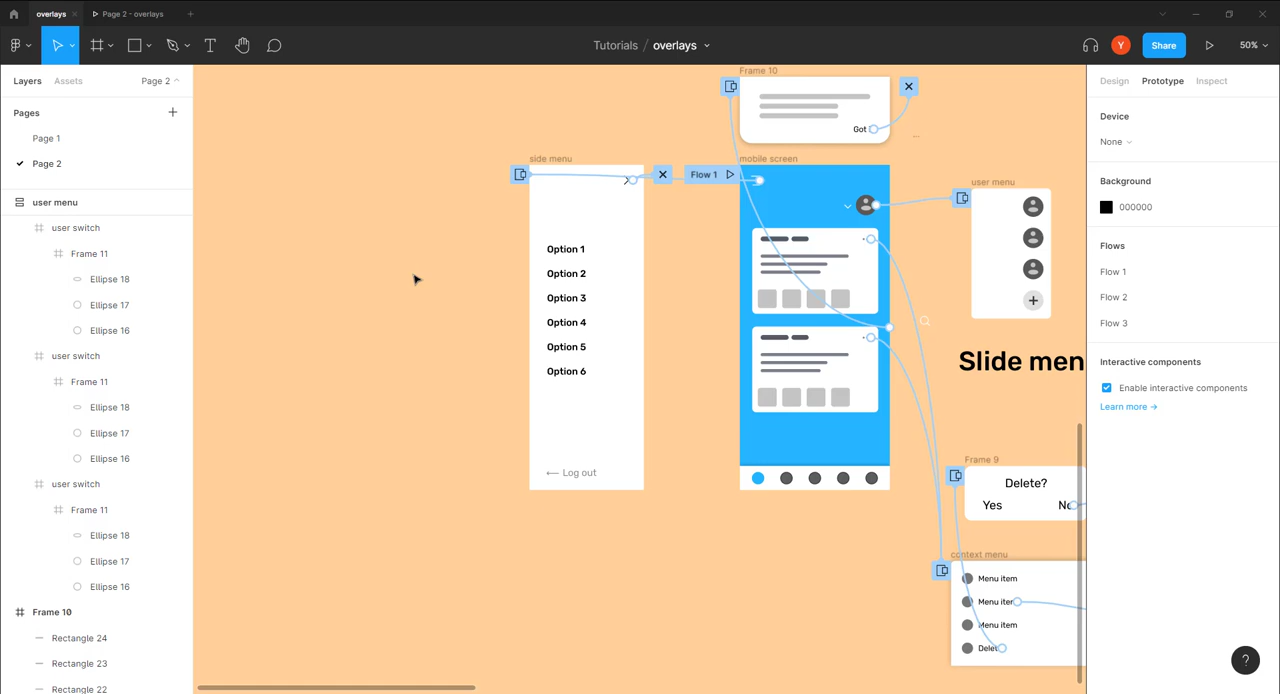 overlays
Page 2 - overlays
Tutorials / overlays
Y
Share
50%
Layers
Assets
Page 2
Pages
Page 1
Page 2
user menu
user switch
Frame 11
Ellipse 18
Ellipse 17
Ellipse 16
user switch
Frame 11
Ellipse 18
Ellipse 17
Ellipse 16
user switch
Frame 11
Ellipse 18
Ellipse 17
Ellipse 16
Frame 10
Rectangle 24
Rectangle 23
Rectangle 22
Frame 10
Got
side menu
Option 1
Option 2
Option 3
Option 4
Option 5
Option 6
Log out
Flow 1
mobile screen
user menu
Slide men
Frame 9
Delete?
Yes
No
context menu
Menu item
Menu item
Menu item
Delete
Design
Prototype
Inspect
Device
None
Background
000000
Flows
Flow 1
Flow 2
Flow 3
Interactive components
Enable interactive components
Learn more →
?